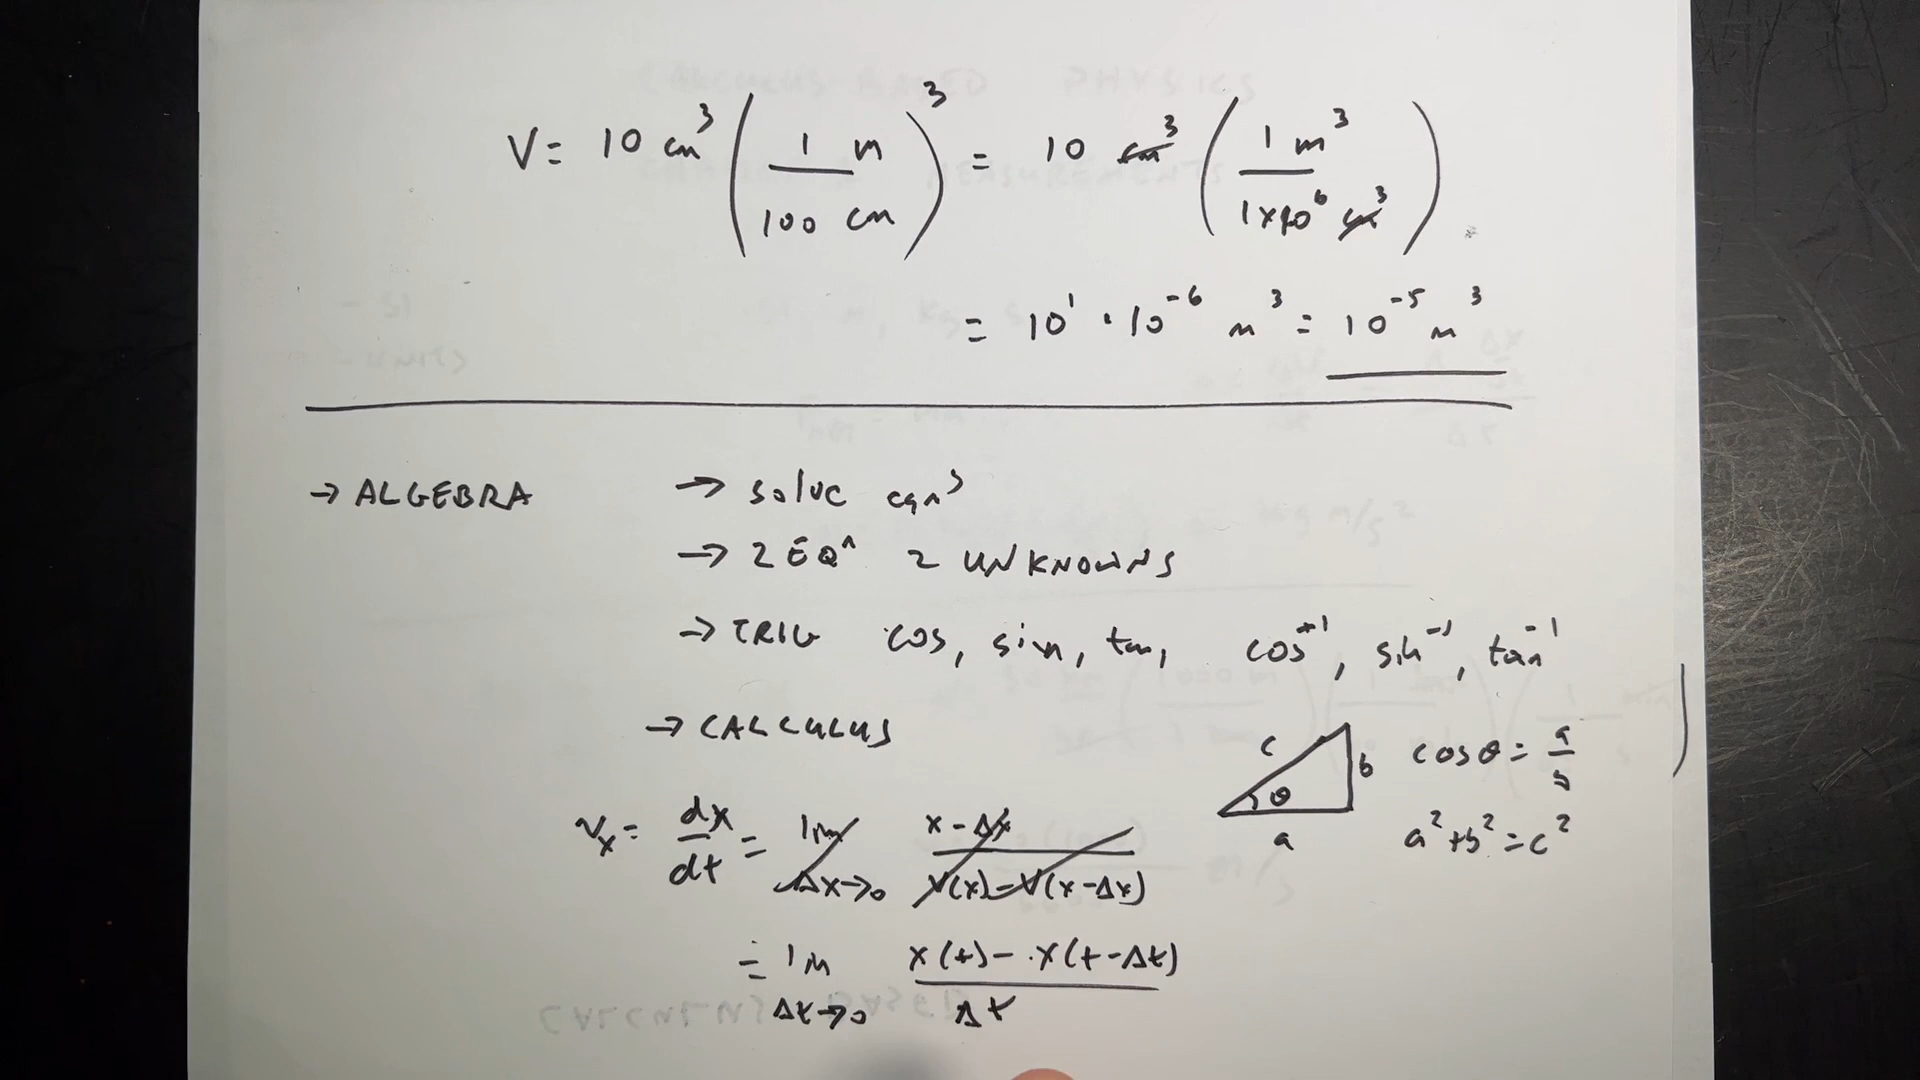 V = 10 cm³ ( 1 m / 100 cm )³ = 10 cm³ ( 1 m³ / 1×10⁶ cm³ )
= 10¹ · 10⁻⁶ m³ = 10⁻⁵ m³
→ ALGEBRA → solve eqnˢ
→ 2 EQⁿ 2 UNKNOWNS
→ TRIG cos, sin, tan, cos⁻¹, sin⁻¹, tan⁻¹
→ CALCULUS
c b θ a
cosθ = a/b
a² + b² = c²
vₓ = dx/dt = lim Δx→0 x - Δx / V(x) - V(x - Δx)
= lim Δt→0 x(t) - x(t - Δt) / Δt